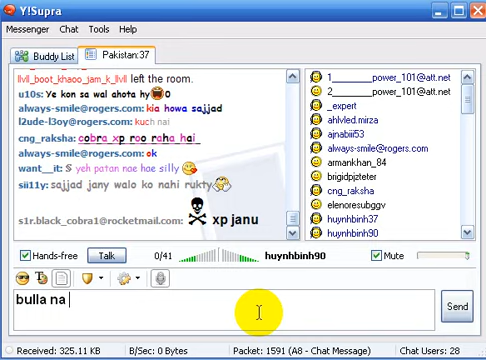 Y!Supra
Messenger Chat Tools Help
Buddy List
Pakistan:37
llvll_boot_khaoo_jam_k_llvll left the room.
u10s: Ye kon sa wal ahota hy 0
always-smile@rogers.com: kia howa sajjad
l2ude-l3oy@rogers.com: kuch nai
cng_raksha: cobra xp roo raha hai
always-smile@rogers.com: ok
want__it: S yeh patan nae hae silly
sii11y: sajjad jany walo ko nahi rukty
s1r.black_cobra1@rocketmail.com: xp janu
1________power_101@att.net
2________power_101@att.net
_expert
ahlvled.mirza
ajnabiii53
always-smile@rogers.com
armankhan_84
brigidpjzteter
cng_raksha
elenoresubggv
huynhbinh37
huynhbinh90
Hands-free
Talk
0/41
huynhbinh90
Mute
bulla na
Send
Received: 325.11 KB
B/Sec: 0 Bytes
Packet: 1591 (A8 - Chat Message)
Chat Users: 28